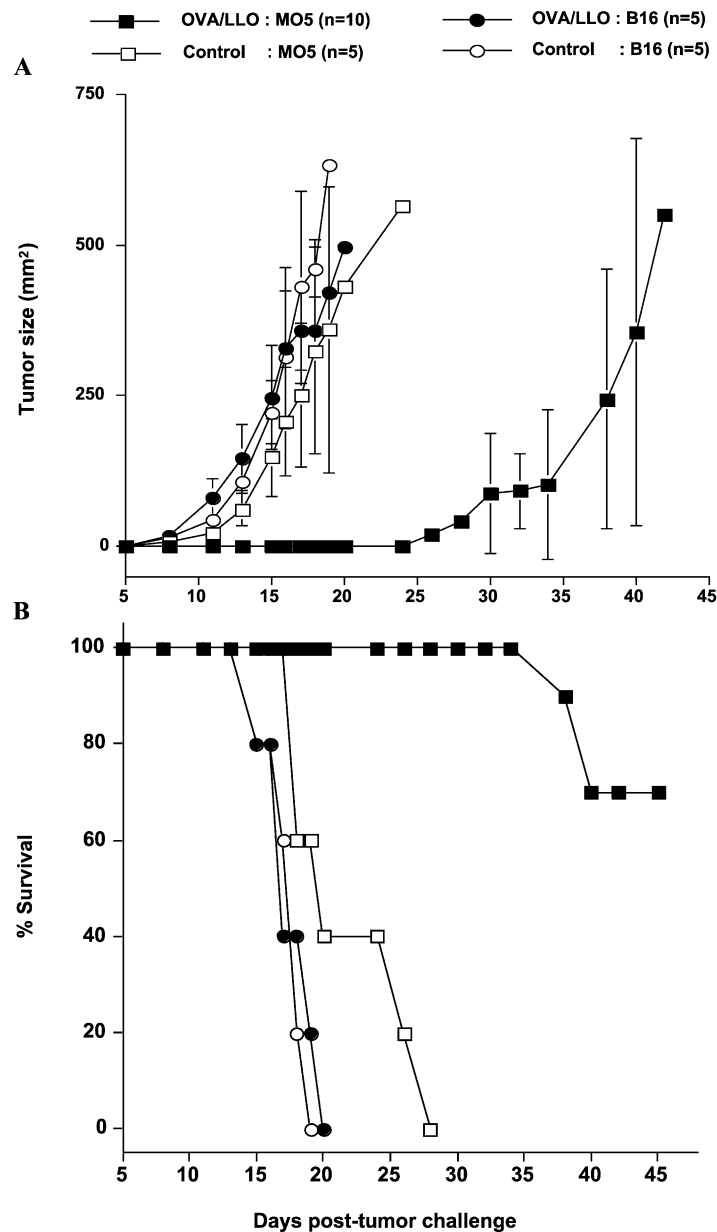 OVA/LLO : MO5 (n=10) OVA/LLO : B16 (n=5)
Control : MO5 (n=5) Control : B16 (n=5)
A
750
500
250
0
Tumor size (mm²)
5 10 15 20 25 30 35 40 45
B
100
80
60
40
20
0
% Survival
5 10 15 20 25 30 35 40 45
Days post-tumor challenge